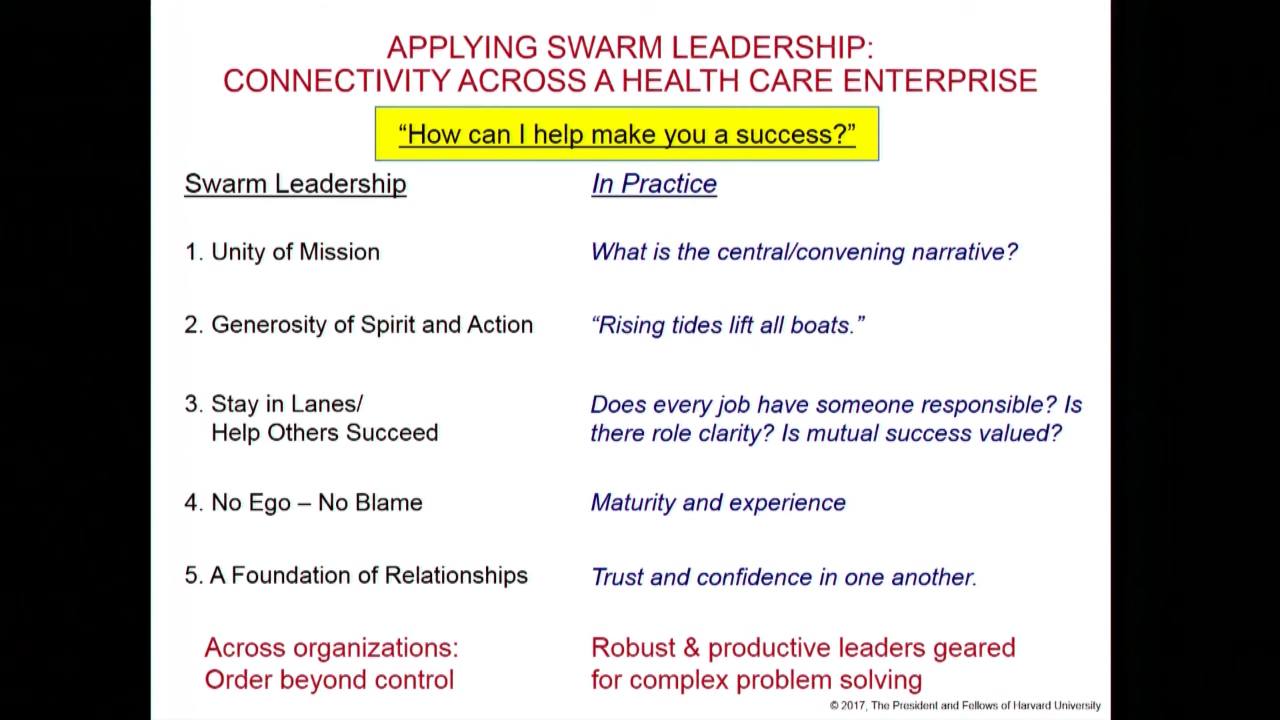 APPLYING SWARM LEADERSHIP:
CONNECTIVITY ACROSS A HEALTH CARE ENTERPRISE
“How can I help make you a success?”
Swarm Leadership
In Practice
1. Unity of Mission
What is the central/convening narrative?
2. Generosity of Spirit and Action
“Rising tides lift all boats.”
3. Stay in Lanes/
Help Others Succeed
Does every job have someone responsible? Is
there role clarity? Is mutual success valued?
4. No Ego – No Blame
Maturity and experience
5. A Foundation of Relationships
Trust and confidence in one another.
Across organizations:
Order beyond control
Robust & productive leaders geared
for complex problem solving
© 2017, The President and Fellows of Harvard University